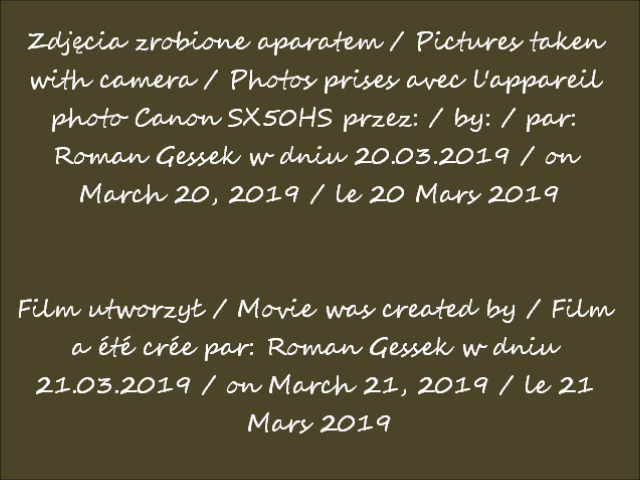 Zdjęcia zrobione aparatem / Pictures taken
with camera / Photos prises avec l'appareil
photo Canon SX50HS przez: / by: / par:
Roman Gessek w dniu 20.03.2019 / on
March 20, 2019 / le 20 Mars 2019
Film utworzył / Movie was created by / Film
a été crée par: Roman Gessek w dniu
21.03.2019 / on March 21, 2019 / le 21
Mars 2019